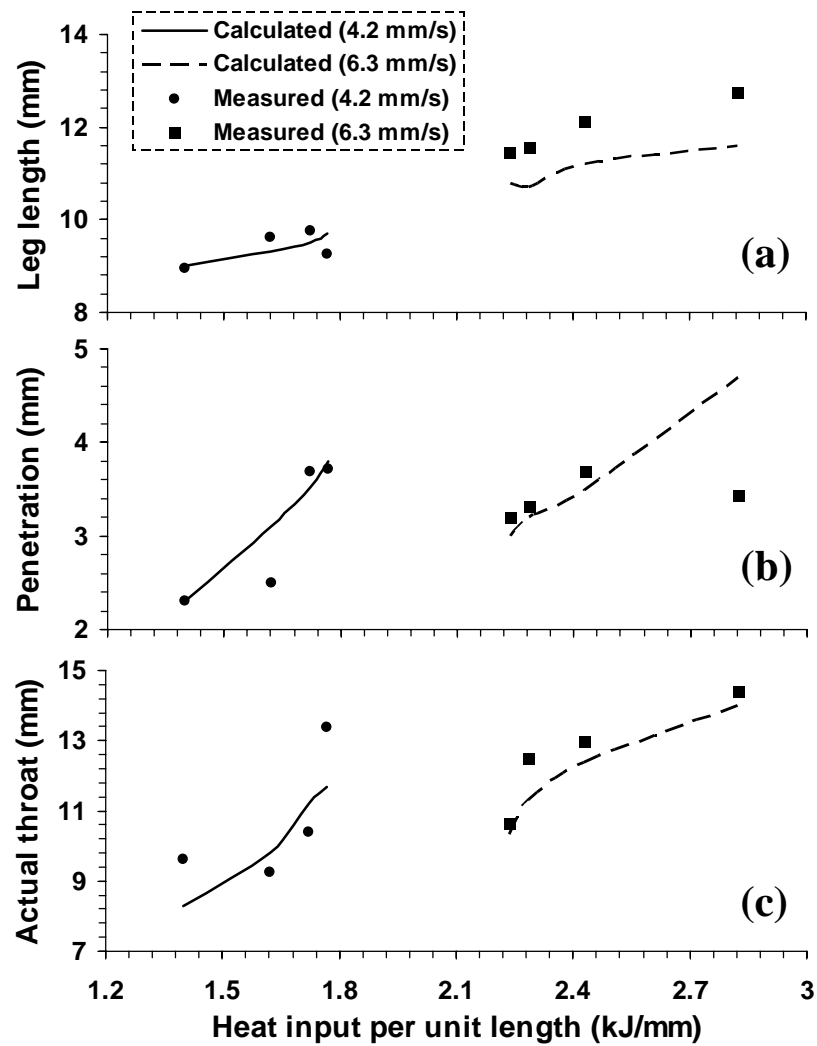 Calculated (4.2 mm/s)
Calculated (6.3 mm/s)
Measured (4.2 mm/s)
Measured (6.3 mm/s)
14
12
10
8
Leg length (mm)
(a)
5
4
3
2
Penetration (mm)
(b)
15
13
11
9
7
Actual throat (mm)
(c)
1.2 1.5 1.8 2.1 2.4 2.7 3
Heat input per unit length (kJ/mm)